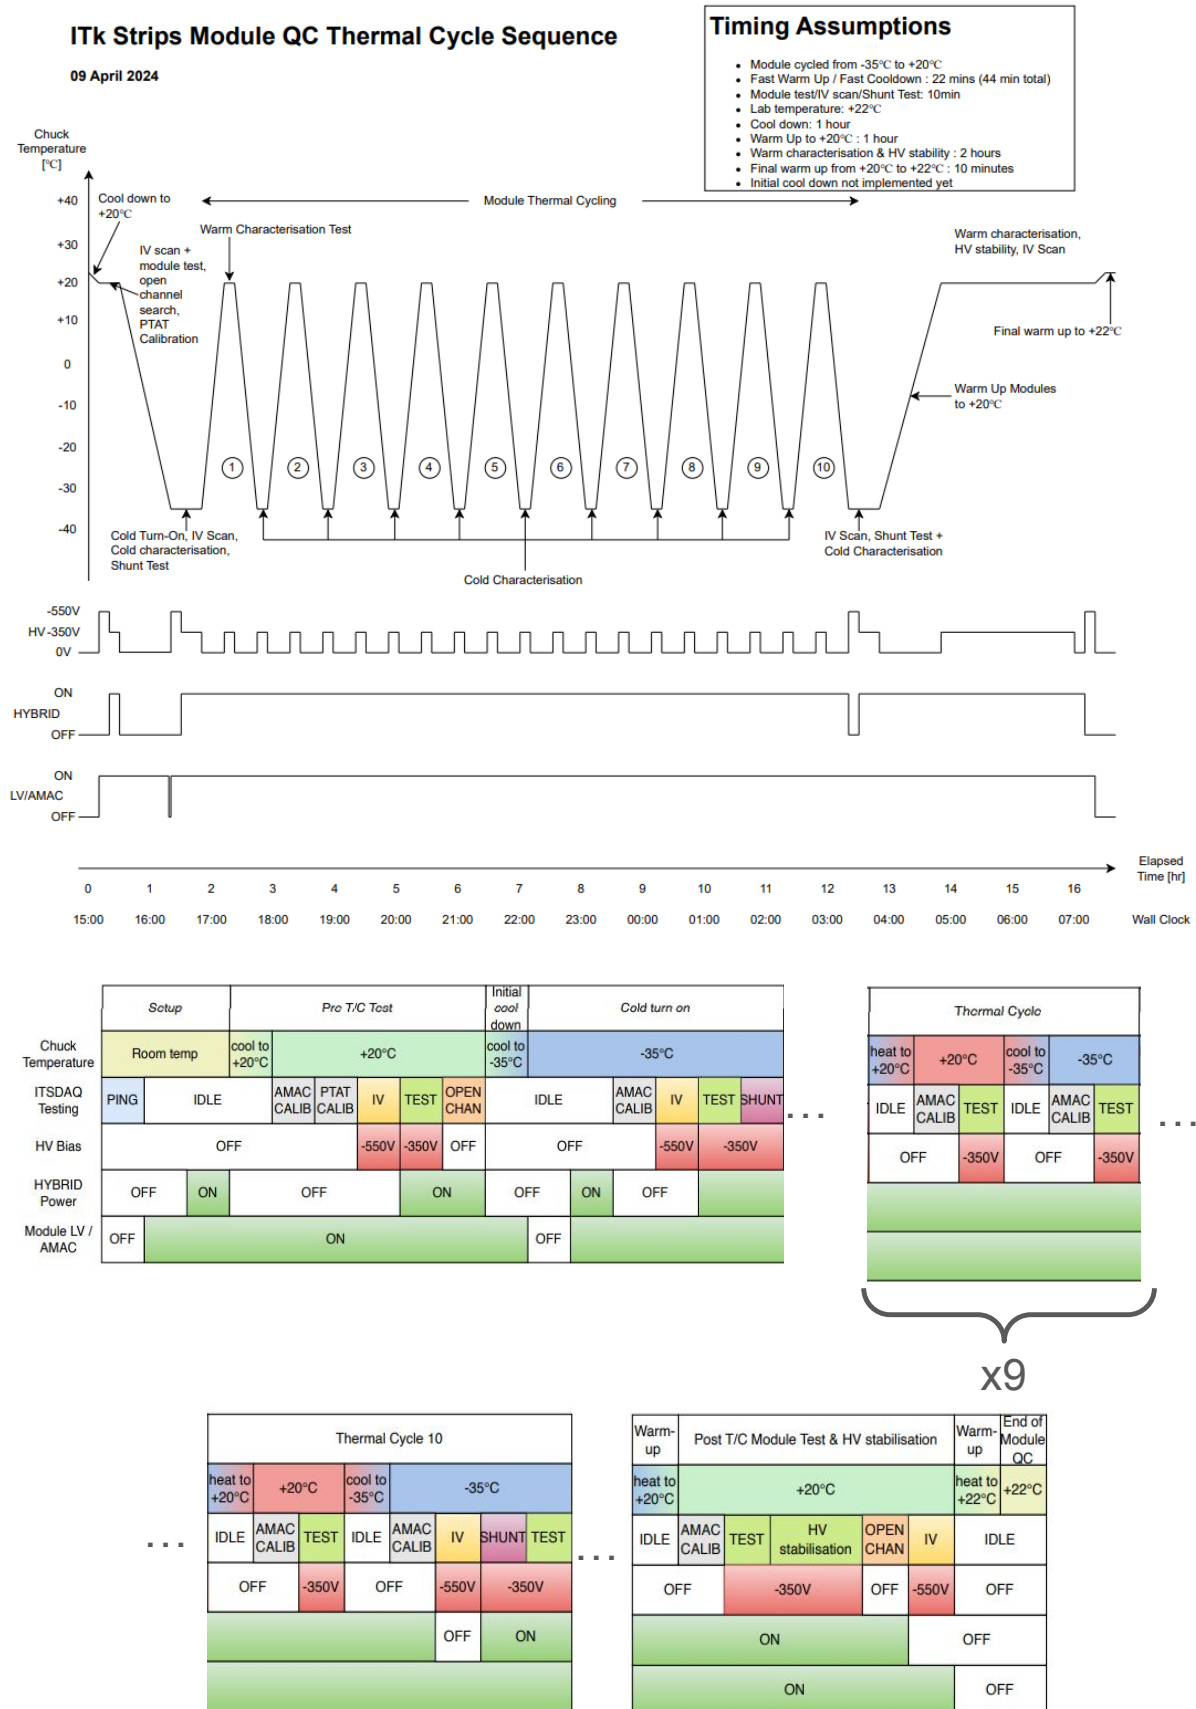 ITk Strips Module QC Thermal Cycle Sequence
09 April 2024
Timing Assumptions
• Module cycled from -35°C to +20°C
• Fast Warm Up / Fast Cooldown : 22 mins (44 min total)
• Module test/IV scan/Shunt Test: 10min
• Lab temperature: +22°C
• Cool down: 1 hour
• Warm Up to +20°C : 1 hour
• Warm characterisation & HV stability : 2 hours
• Final warm up from +20°C to +22°C : 10 minutes
• Initial cool down not implemented yet
Chuck
Temperature
[°C]
+40
+30
+20
+10
0
-10
-20
-30
-40
Cool down to
+20°C
IV scan +
module test,
open
channel
search,
PTAT
Calibration
Module Thermal Cycling
Warm Characterisation Test
Warm characterisation,
HV stability, IV Scan
Final warm up to +22°C
Warm Up Modules
to +20°C
1 2 3 4 5 6 7 8 9 10
Cold Turn-On, IV Scan,
Cold characterisation,
Shunt Test
Cold Characterisation
IV Scan, Shunt Test +
Cold Characterisation
-550V
HV -350V
0V
ON
HYBRID
OFF
ON
LV/AMAC
OFF
Elapsed
Time [hr]
0 1 2 3 4 5 6 7 8 9 10 11 12 13 14 15 16
15:00 16:00 17:00 18:00 19:00 20:00 21:00 22:00 23:00 00:00 01:00 02:00 03:00 04:00 05:00 06:00 07:00 Wall Clock
Setup
Pre T/C Test
Initial
cool
down
Cold turn on
Chuck
Temperature
Room temp
cool to
+20°C
+20°C
cool to
-35°C
-35°C
ITSDAQ
Testing
PING
IDLE
AMAC
CALIB
PTAT
CALIB
IV
TEST
OPEN
CHAN
IDLE
AMAC
CALIB
IV
TEST
SHUNT
HV Bias
OFF
-550V
-350V
OFF
OFF
-550V
-350V
HYBRID
Power
OFF
ON
OFF
ON
OFF
ON
OFF
Module LV /
AMAC
OFF
ON
OFF
...
Thermal Cycle
heat to
+20°C
+20°C
cool to
-35°C
-35°C
IDLE
AMAC
CALIB
TEST
IDLE
AMAC
CALIB
TEST
OFF
-350V
OFF
-350V
...
x9
...
Thermal Cycle 10
heat to
+20°C
+20°C
cool to
-35°C
-35°C
IDLE
AMAC
CALIB
TEST
IDLE
AMAC
CALIB
IV
SHUNT
TEST
OFF
-350V
OFF
-550V
-350V
OFF
ON
...
Warm-
up
Post T/C Module Test & HV stabilisation
Warm-
up
End of
Module
QC
heat to
+20°C
+20°C
heat to
+22°C
+22°C
IDLE
AMAC
CALIB
TEST
HV
stabilisation
OPEN
CHAN
IV
IDLE
OFF
-350V
OFF
-550V
OFF
ON
OFF
ON
OFF